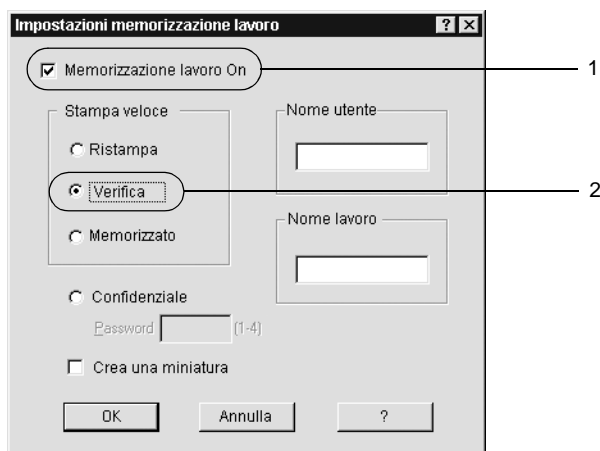 Impostazioni memorizzazione lavoro ? ×
Memorizzazione lavoro On
1
Stampa veloce
Ristampa
Verifica
2
Memorizzato
Nome utente
Nome lavoro
Confidenziale
Password (1-4)
Crea una miniatura
OK Annulla ?